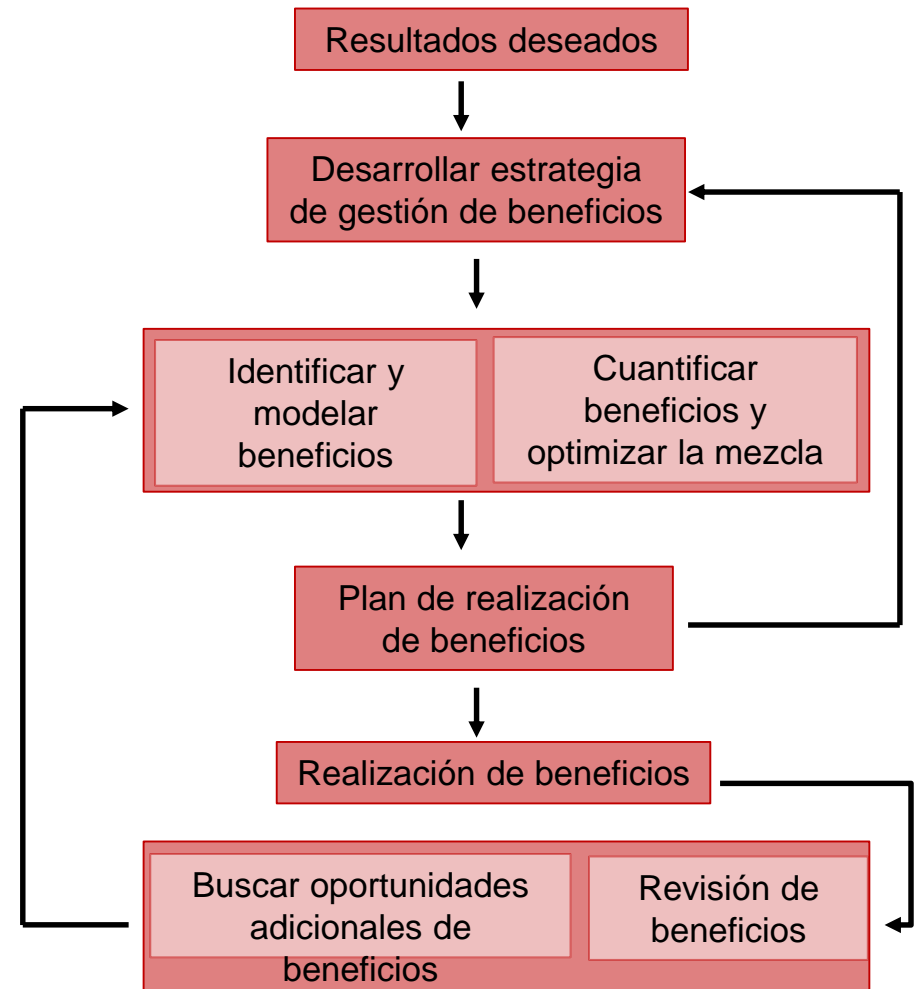 Resultados deseados
Desarrollar estrategia
de gestión de beneficios
Identificar y
modelar
beneficios
Cuantificar
beneficios y
optimizar la mezcla
Plan de realización
de beneficios
Realización de beneficios
Buscar oportunidades
adicionales de
beneficios
Revisión de
beneficios